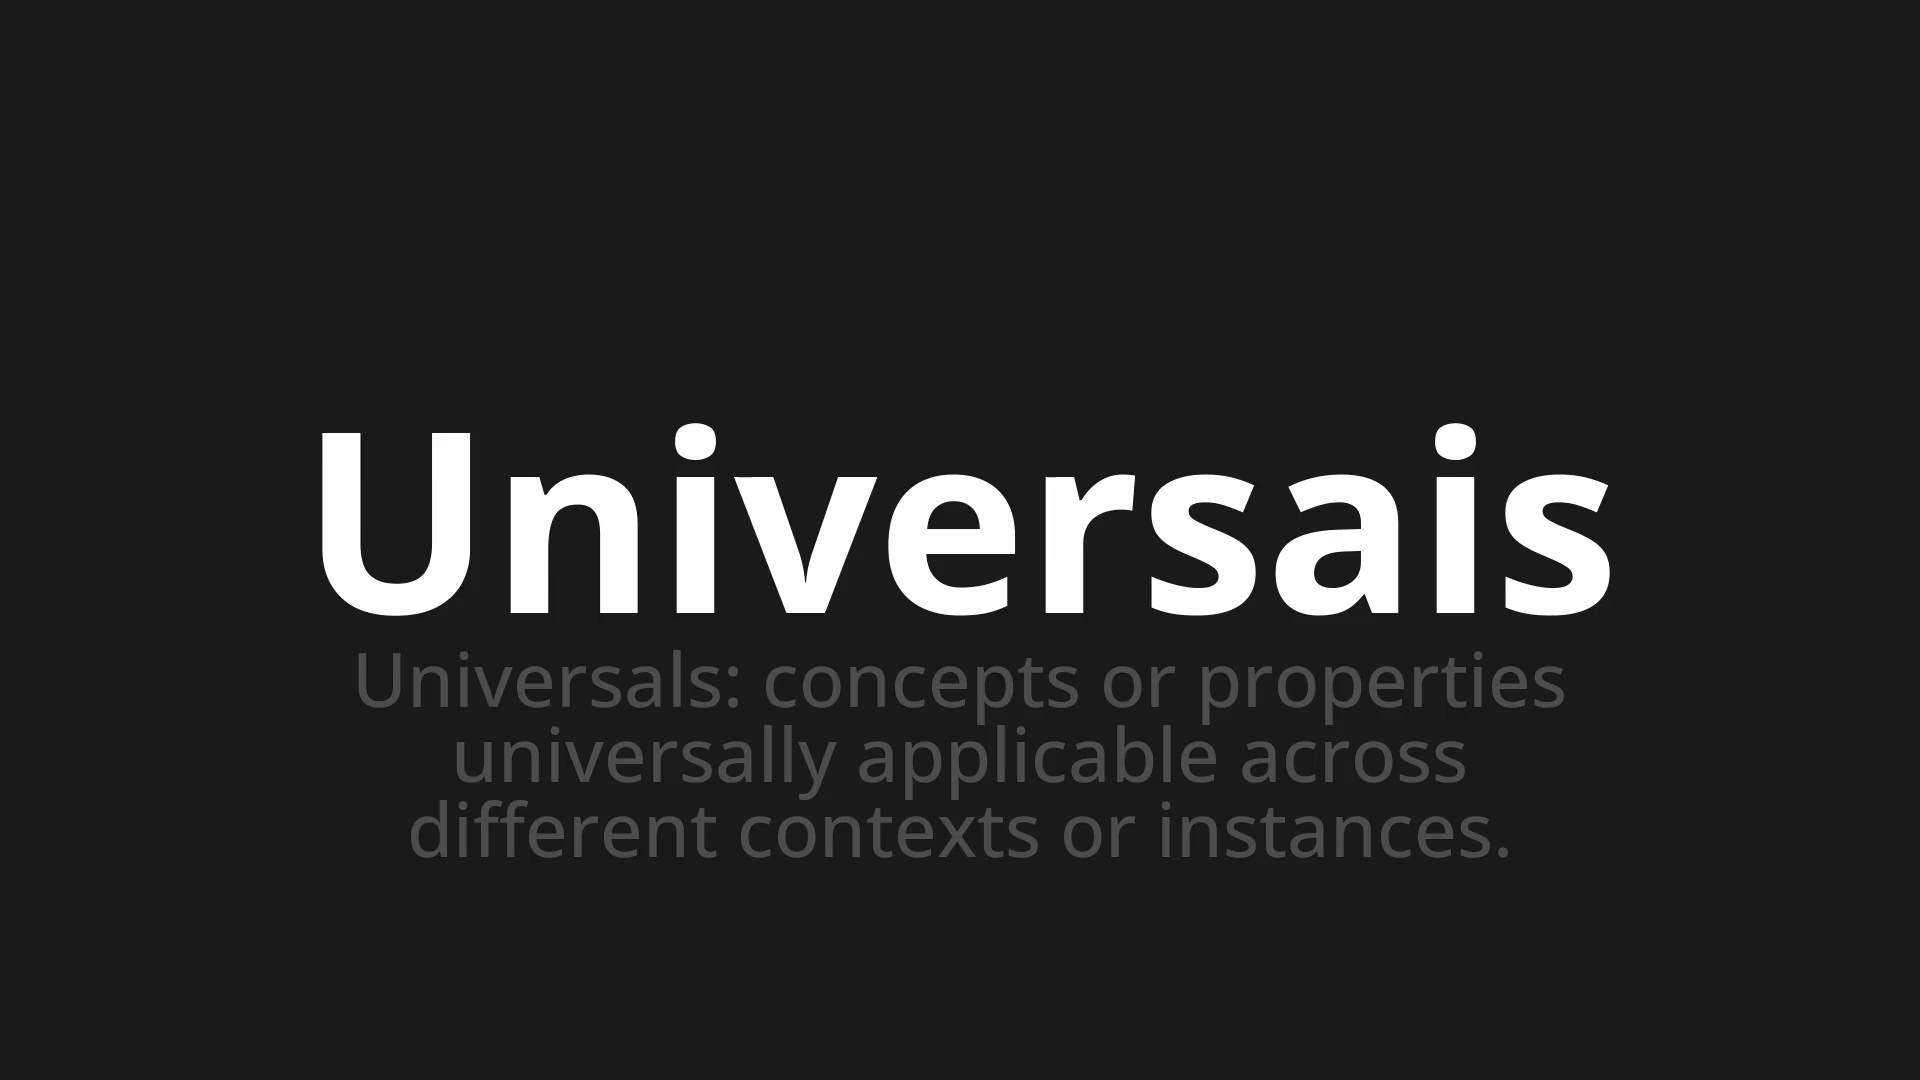 Universais
Universals: concepts or properties
universally applicable across
different contexts or instances.